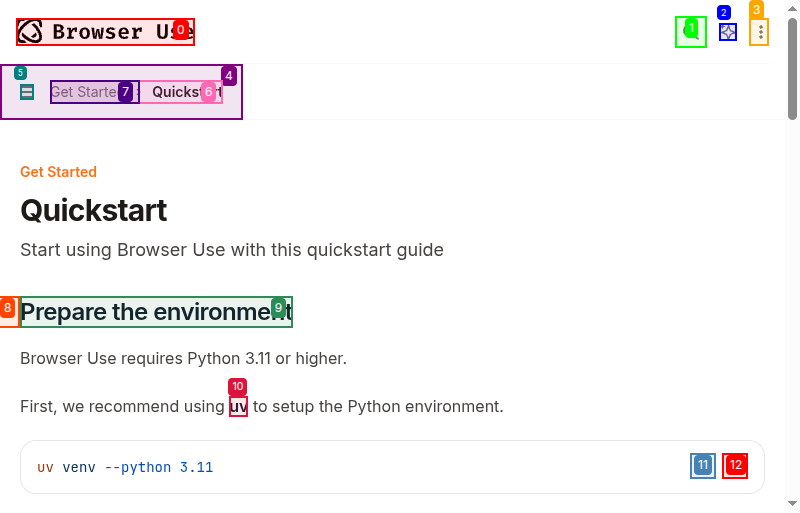 Browser Use
0
1
2
3
4
5
Get Started
7
Quickstart
6
Get Started
Quickstart
Start using Browser Use with this quickstart guide
8
Prepare the environment
9
Browser Use requires Python 3.11 or higher.
10
First, we recommend using uv to setup the Python environment.
uv venv --python 3.11
11
12